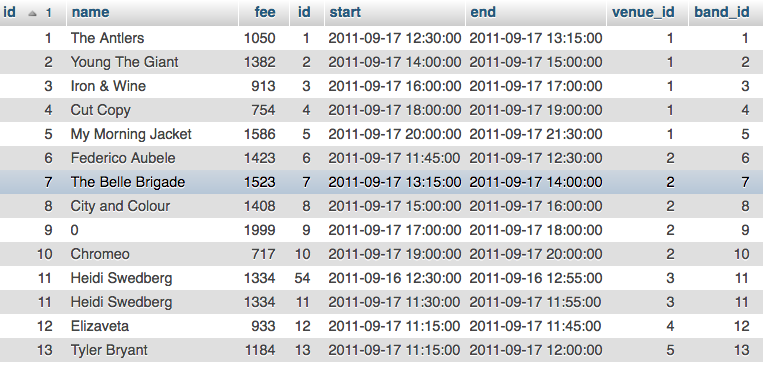 id 1 name fee id start end venue_id band_id
1 The Antlers 1050 1 2011-09-17 12:30:00 2011-09-17 13:15:00 1 1
2 Young The Giant 1382 2 2011-09-17 14:00:00 2011-09-17 15:00:00 1 2
3 Iron & Wine 913 3 2011-09-17 16:00:00 2011-09-17 17:00:00 1 3
4 Cut Copy 754 4 2011-09-17 18:00:00 2011-09-17 19:00:00 1 4
5 My Morning Jacket 1586 5 2011-09-17 20:00:00 2011-09-17 21:30:00 1 5
6 Federico Aubele 1423 6 2011-09-17 11:45:00 2011-09-17 12:30:00 2 6
7 The Belle Brigade 1523 7 2011-09-17 13:15:00 2011-09-17 14:00:00 2 7
8 City and Colour 1408 8 2011-09-17 15:00:00 2011-09-17 16:00:00 2 8
9 0 1999 9 2011-09-17 17:00:00 2011-09-17 18:00:00 2 9
10 Chromeo 717 10 2011-09-17 19:00:00 2011-09-17 20:00:00 2 10
11 Heidi Swedberg 1334 54 2011-09-16 12:30:00 2011-09-16 12:55:00 3 11
11 Heidi Swedberg 1334 11 2011-09-17 11:30:00 2011-09-17 11:55:00 3 11
12 Elizaveta 933 12 2011-09-17 11:15:00 2011-09-17 11:45:00 4 12
13 Tyler Bryant 1184 13 2011-09-17 11:15:00 2011-09-17 12:00:00 5 13